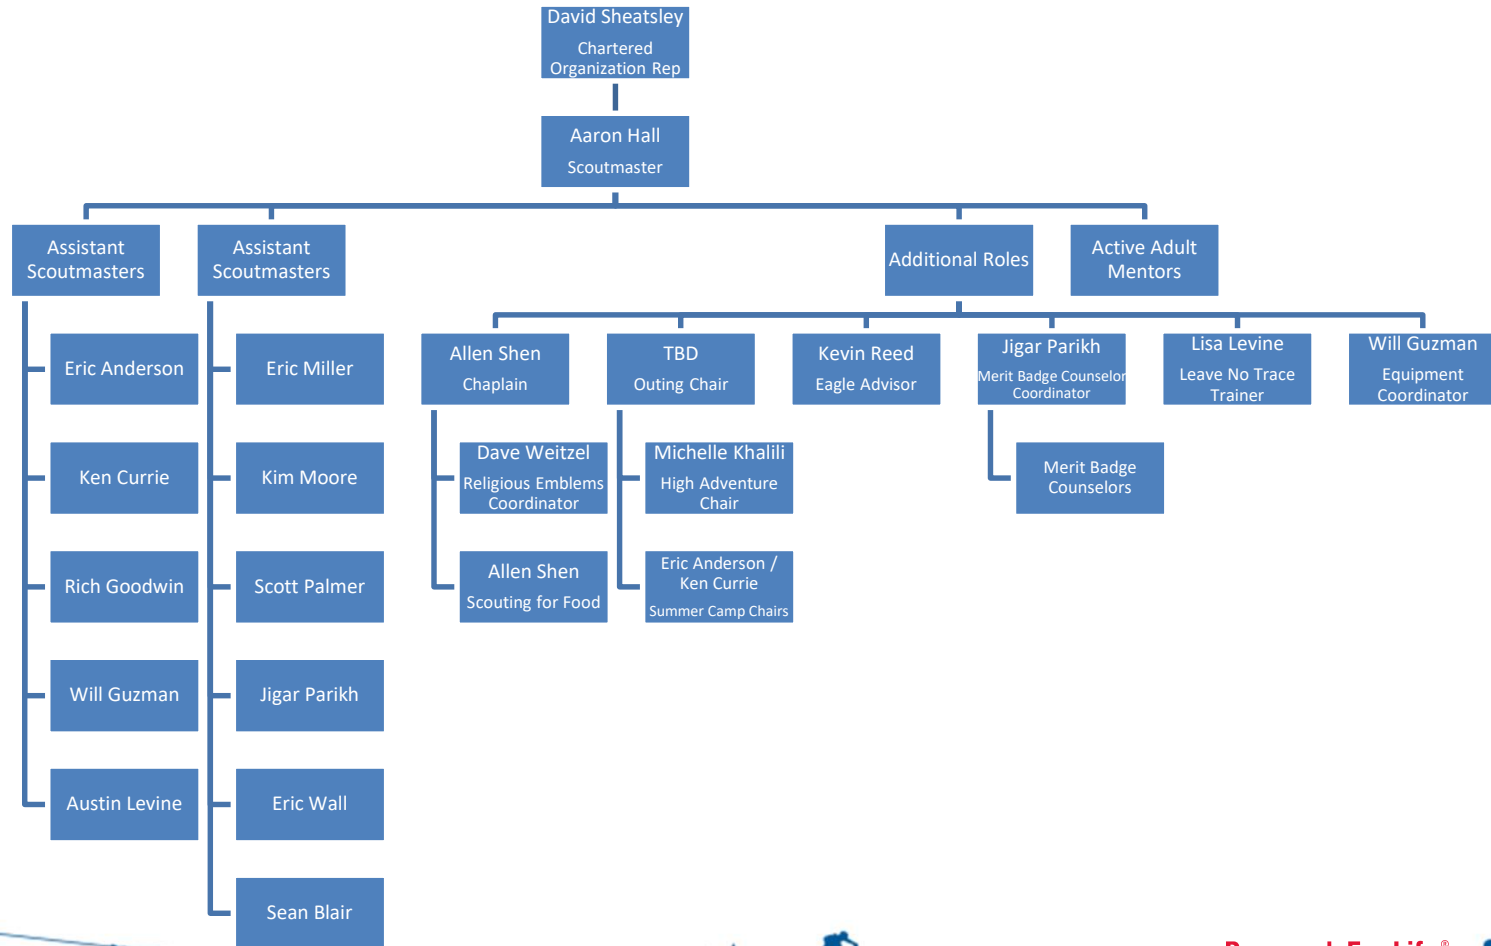 David Sheatsley
Chartered
Organization Rep
Aaron Hall
Scoutmaster
Assistant
Scoutmasters
Assistant
Scoutmasters
Additional Roles
Active Adult
Mentors
Eric Anderson
Ken Currie
Rich Goodwin
Will Guzman
Austin Levine
Eric Miller
Kim Moore
Scott Palmer
Jigar Parikh
Eric Wall
Sean Blair
Allen Shen
Chaplain
Dave Weitzel
Religious Emblems
Coordinator
Allen Shen
Scouting for Food
TBD
Outing Chair
Michelle Khalili
High Adventure
Chair
Eric Anderson /
Ken Currie
Summer Camp Chairs
Kevin Reed
Eagle Advisor
Jigar Parikh
Merit Badge Counselor
Coordinator
Merit Badge
Counselors
Lisa Levine
Leave No Trace
Trainer
Will Guzman
Equipment
Coordinator